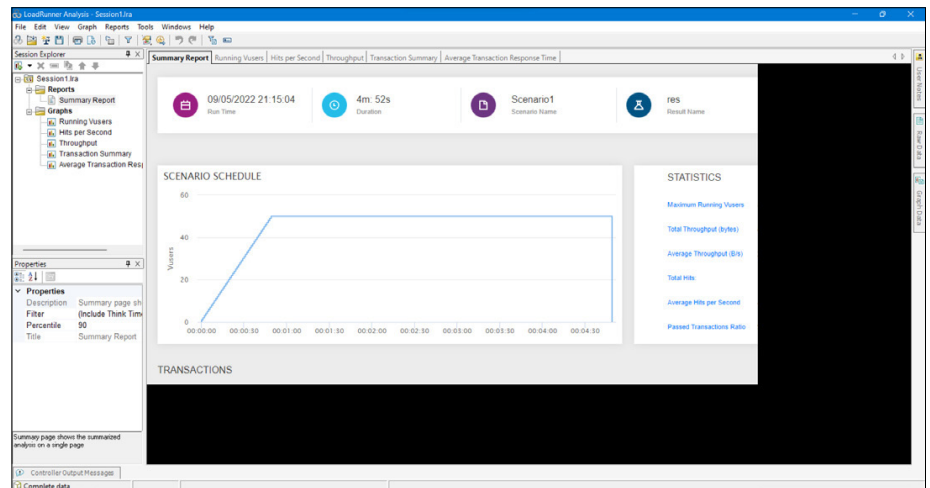 LoadRunner Analysis - Session1.lra
File Edit View Graph Reports Tools Windows Help
Session Explorer
Session1.lra
Reports
Summary Report
Graphs
Running Vusers
Hits per Second
Throughput
Transaction Summary
Average Transaction Resp
Properties
Properties
Description Summary page sh
Filter (Include Think Tim
Percentile 90
Title Summary Report
Summary page shows the summarized
analysis on a single page
Summary Report Running Vusers Hits per Second Throughput Transaction Summary Average Transaction Response Time
09/05/2022 21:15:04
Run Time
4m: 52s
Duration
Scenario1
Scenario Name
res
Result Name
SCENARIO SCHEDULE
60
40
20
0
Vusers
00:00:00 00:00:30 00:01:00 00:01:30 00:02:00 00:02:30 00:03:00 00:03:30 00:04:00 00:04:30
STATISTICS
Maximum Running Vusers
Total Throughput (bytes)
Average Throughput (B/s)
Total Hits:
Average Hits per Second
Passed Transactions Ratio
TRANSACTIONS
User Notes
Raw Data
Graph Data
Controller Output Messages
Complete data